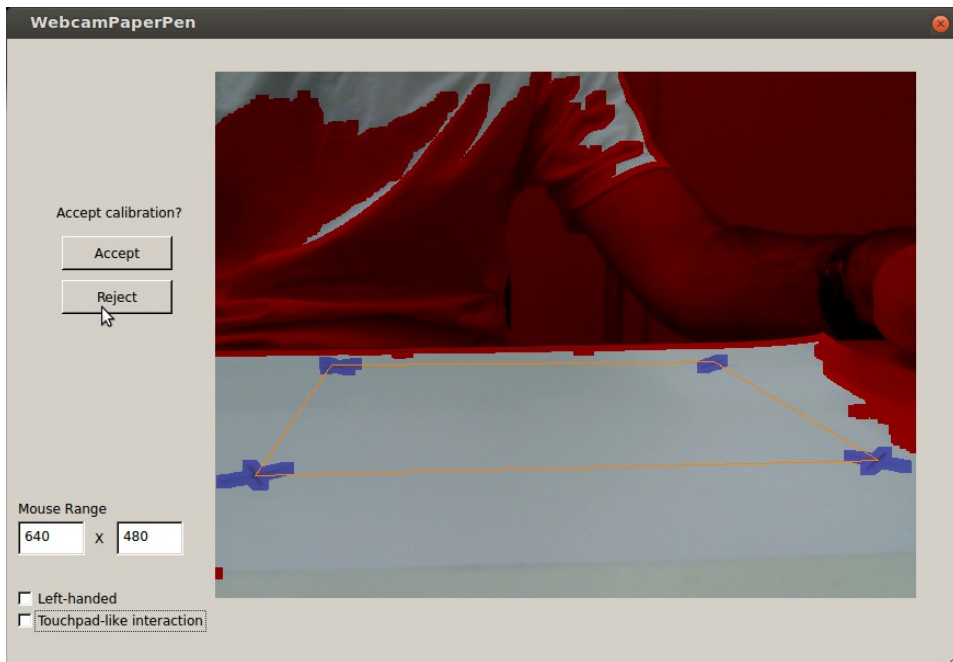 WebcamPaperPen
Accept calibration?
Accept
Reject
Mouse Range
640 X 480
Left-handed
Touchpad-like interaction